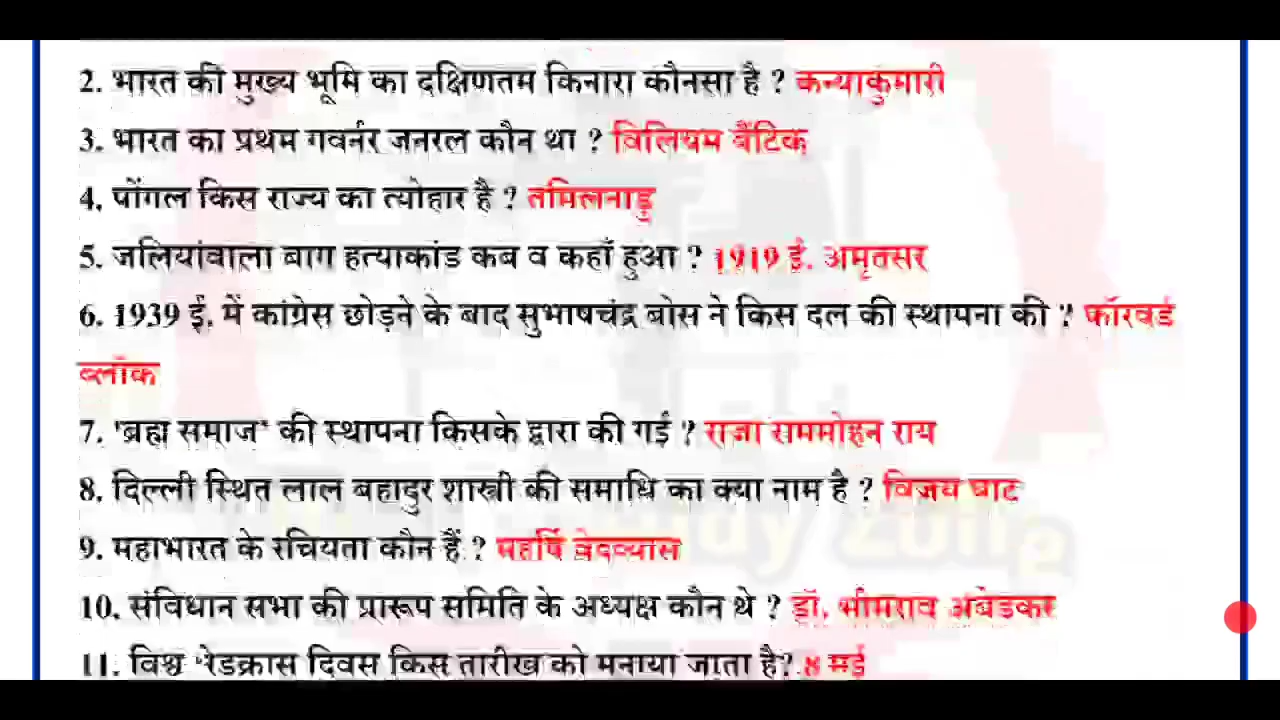 2. भारत की मुख्य भूमि का दक्षिणतम किनारा कौनसा है ? कन्याकुमारी
3. भारत का प्रथम गवर्नर जनरल कौन था ? विलियम बैंटिक
4. पोंगल किस राज्य का त्योहार है ? तमिलनाडु
5. जलियांवाला बाग हत्याकांड कब व कहाँ हुआ ? 1919 ई. अमृतसर
6. 1939 ई. में कांग्रेस छोड़ने के बाद सुभाषचंद्र बोस ने किस दल की स्थापना की ? फॉरवर्ड
ब्लॉक
7. 'ब्रह्म समाज' की स्थापना किसके द्वारा की गई ? राजा राममोहन राय
8. दिल्ली स्थित लाल बहादुर शास्त्री की समाधि का क्या नाम है ? विजय घाट
9. महाभारत के रचियता कौन हैं ? महर्षि वेदव्यास
10. संविधान सभा की प्रारूप समिति के अध्यक्ष कौन थे ? डॉ. भीमराव अंबेडकर
11. विश्व रेडक्रास दिवस किस तारीख को मनाया जाता है? 8 मई